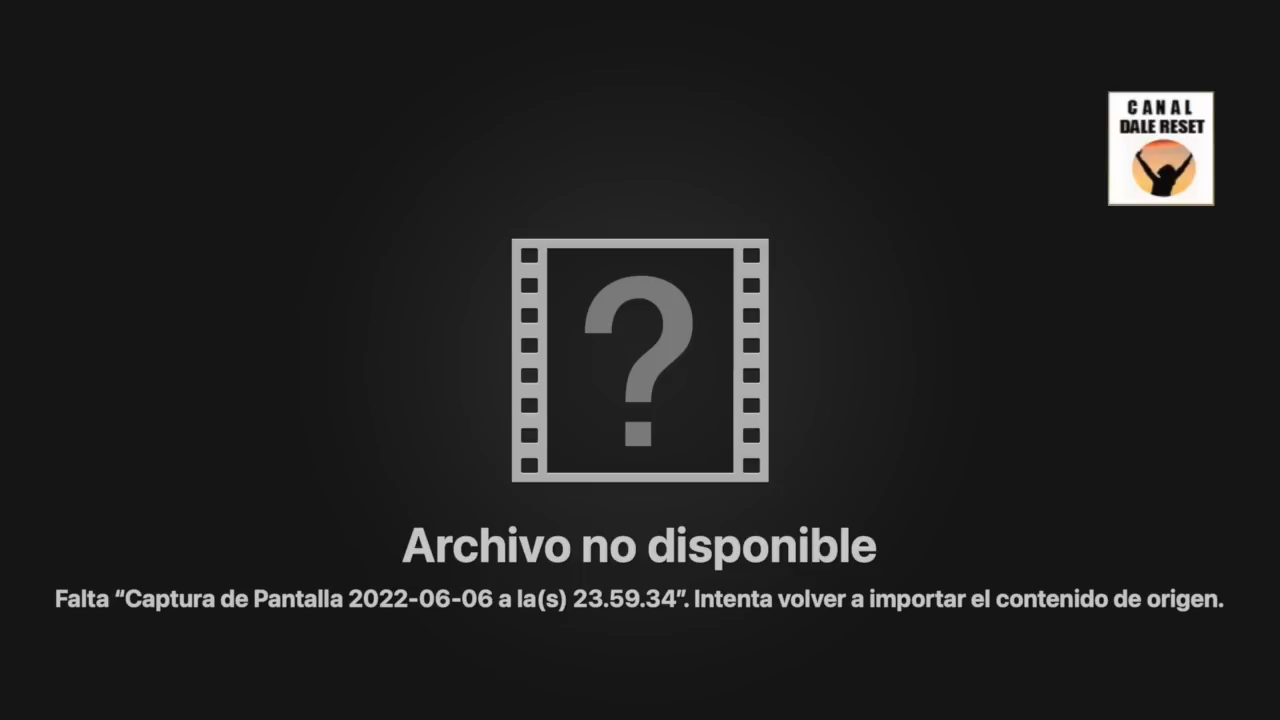 CANAL
DALE RESET
?
Archivo no disponible
Falta “Captura de Pantalla 2022-06-06 a la(s) 23.59.34”. Intenta volver a importar el contenido de origen.